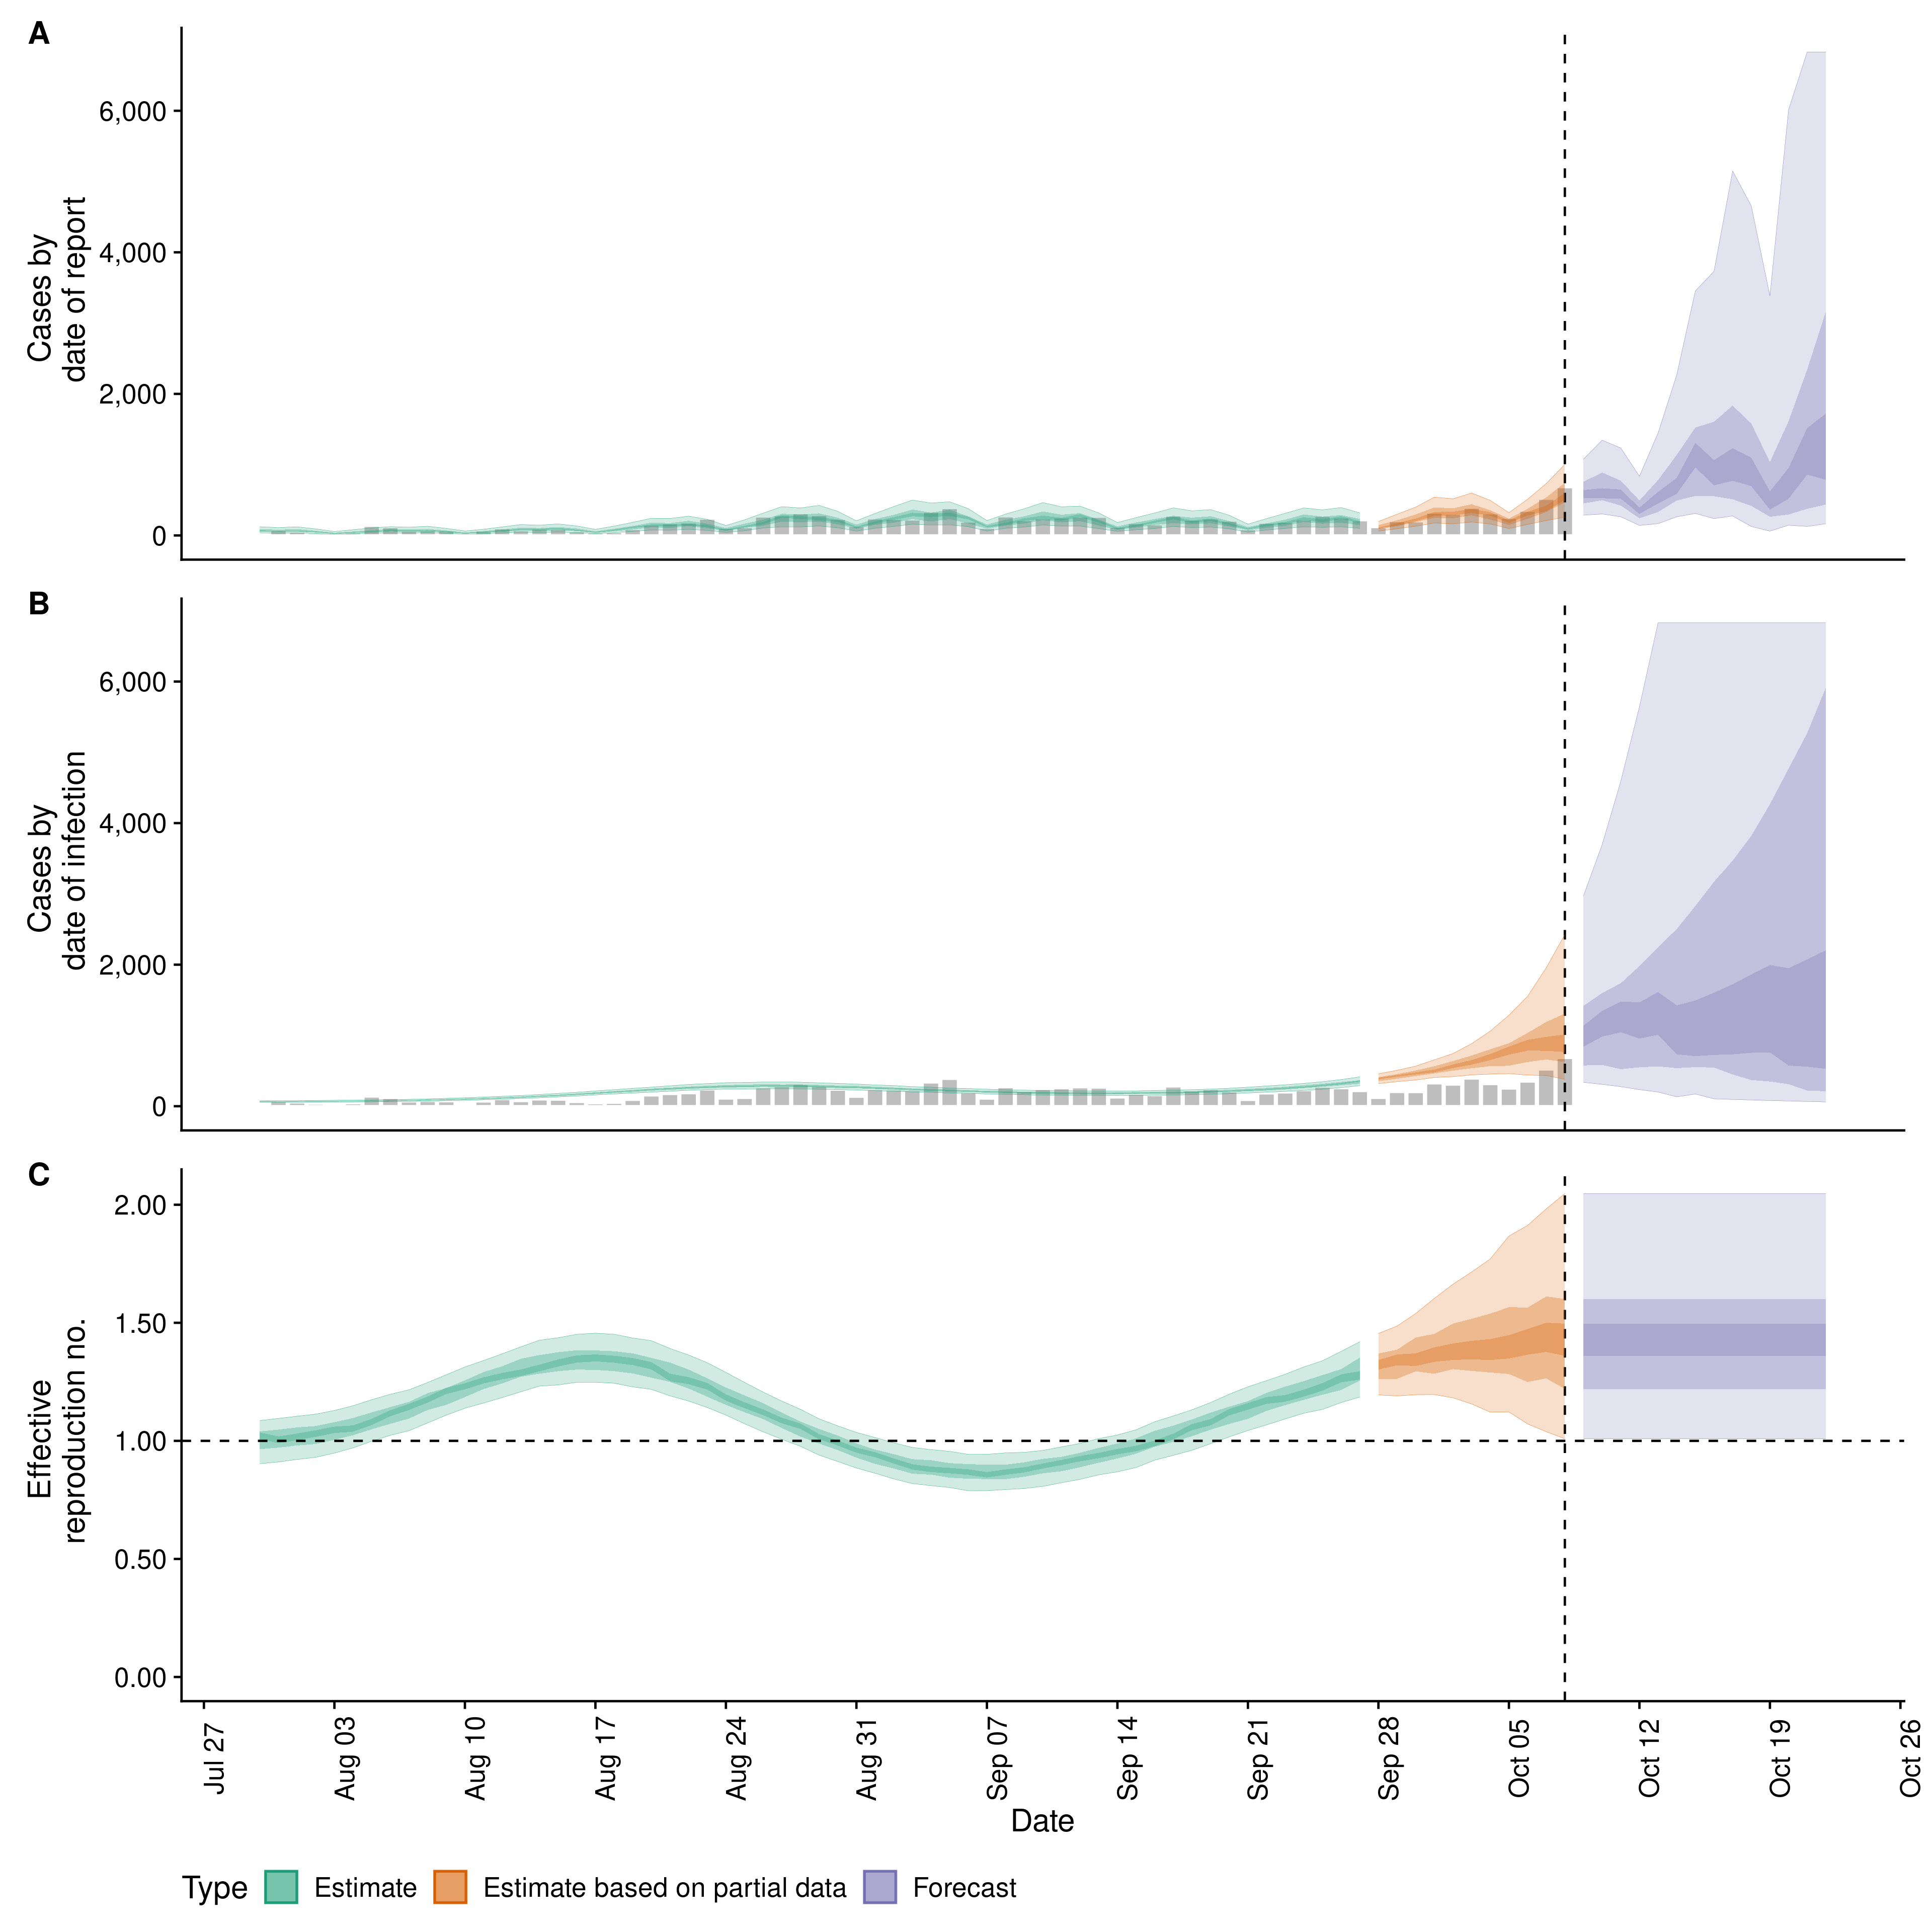 A
Cases by
date of report
6,000
4,000
2,000
0
B
Cases by
date of infection
6,000
4,000
2,000
0
C
Effective
reproduction no.
2.00
1.50
1.00
0.50
0.00
Jul 27
Aug 03
Aug 10
Aug 17
Aug 24
Aug 31
Sep 07
Sep 14
Sep 21
Sep 28
Oct 05
Oct 12
Oct 19
Oct 26
Date
Type Estimate Estimate based on partial data Forecast